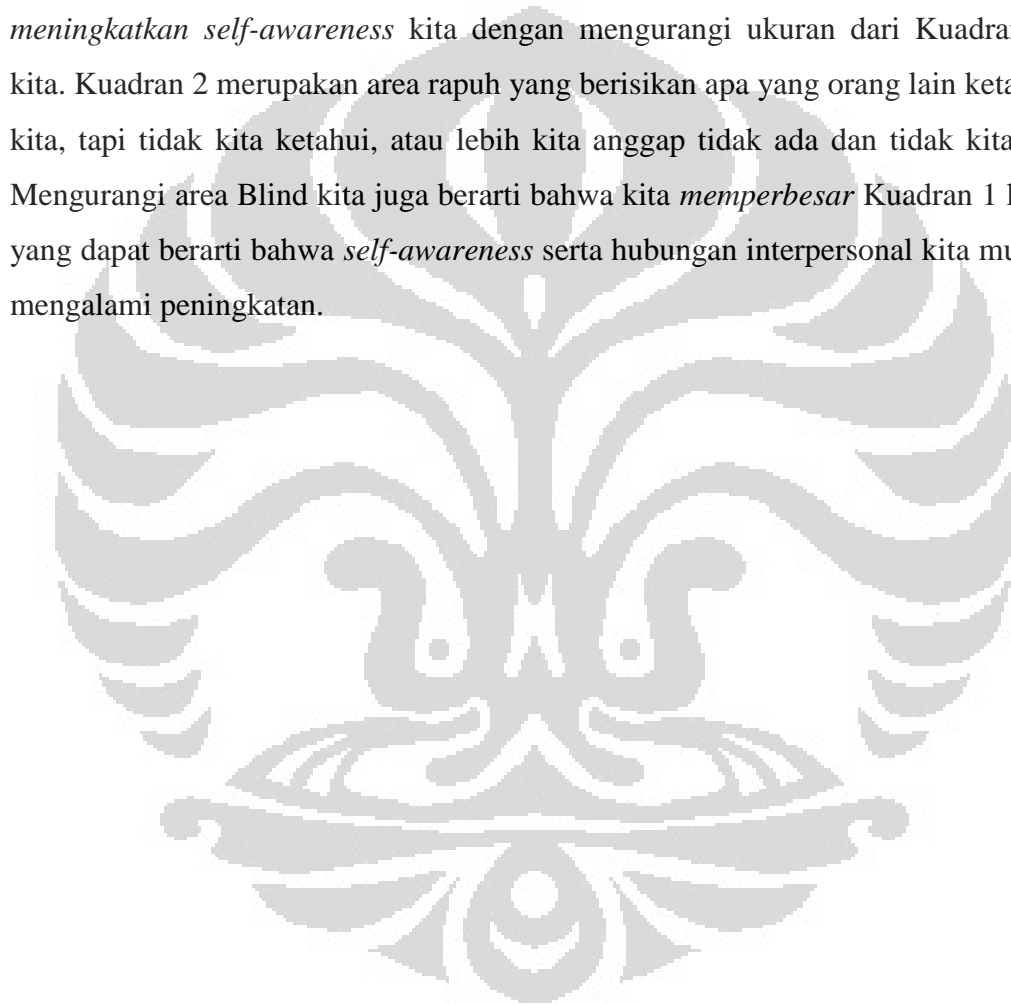 meningkatkan self-awareness kita dengan mengurangi ukuran dari Kuadran
kita. Kuadran 2 merupakan area rapuh yang berisikan apa yang orang lain keta
kita, tapi tidak kita ketahui, atau lebih kita anggap tidak ada dan tidak kita
Mengurangi area Blind kita juga berarti bahwa kita memperbesar Kuadran 1
yang dapat berarti bahwa self-awareness serta hubungan interpersonal kita mu
mengalami peningkatan.